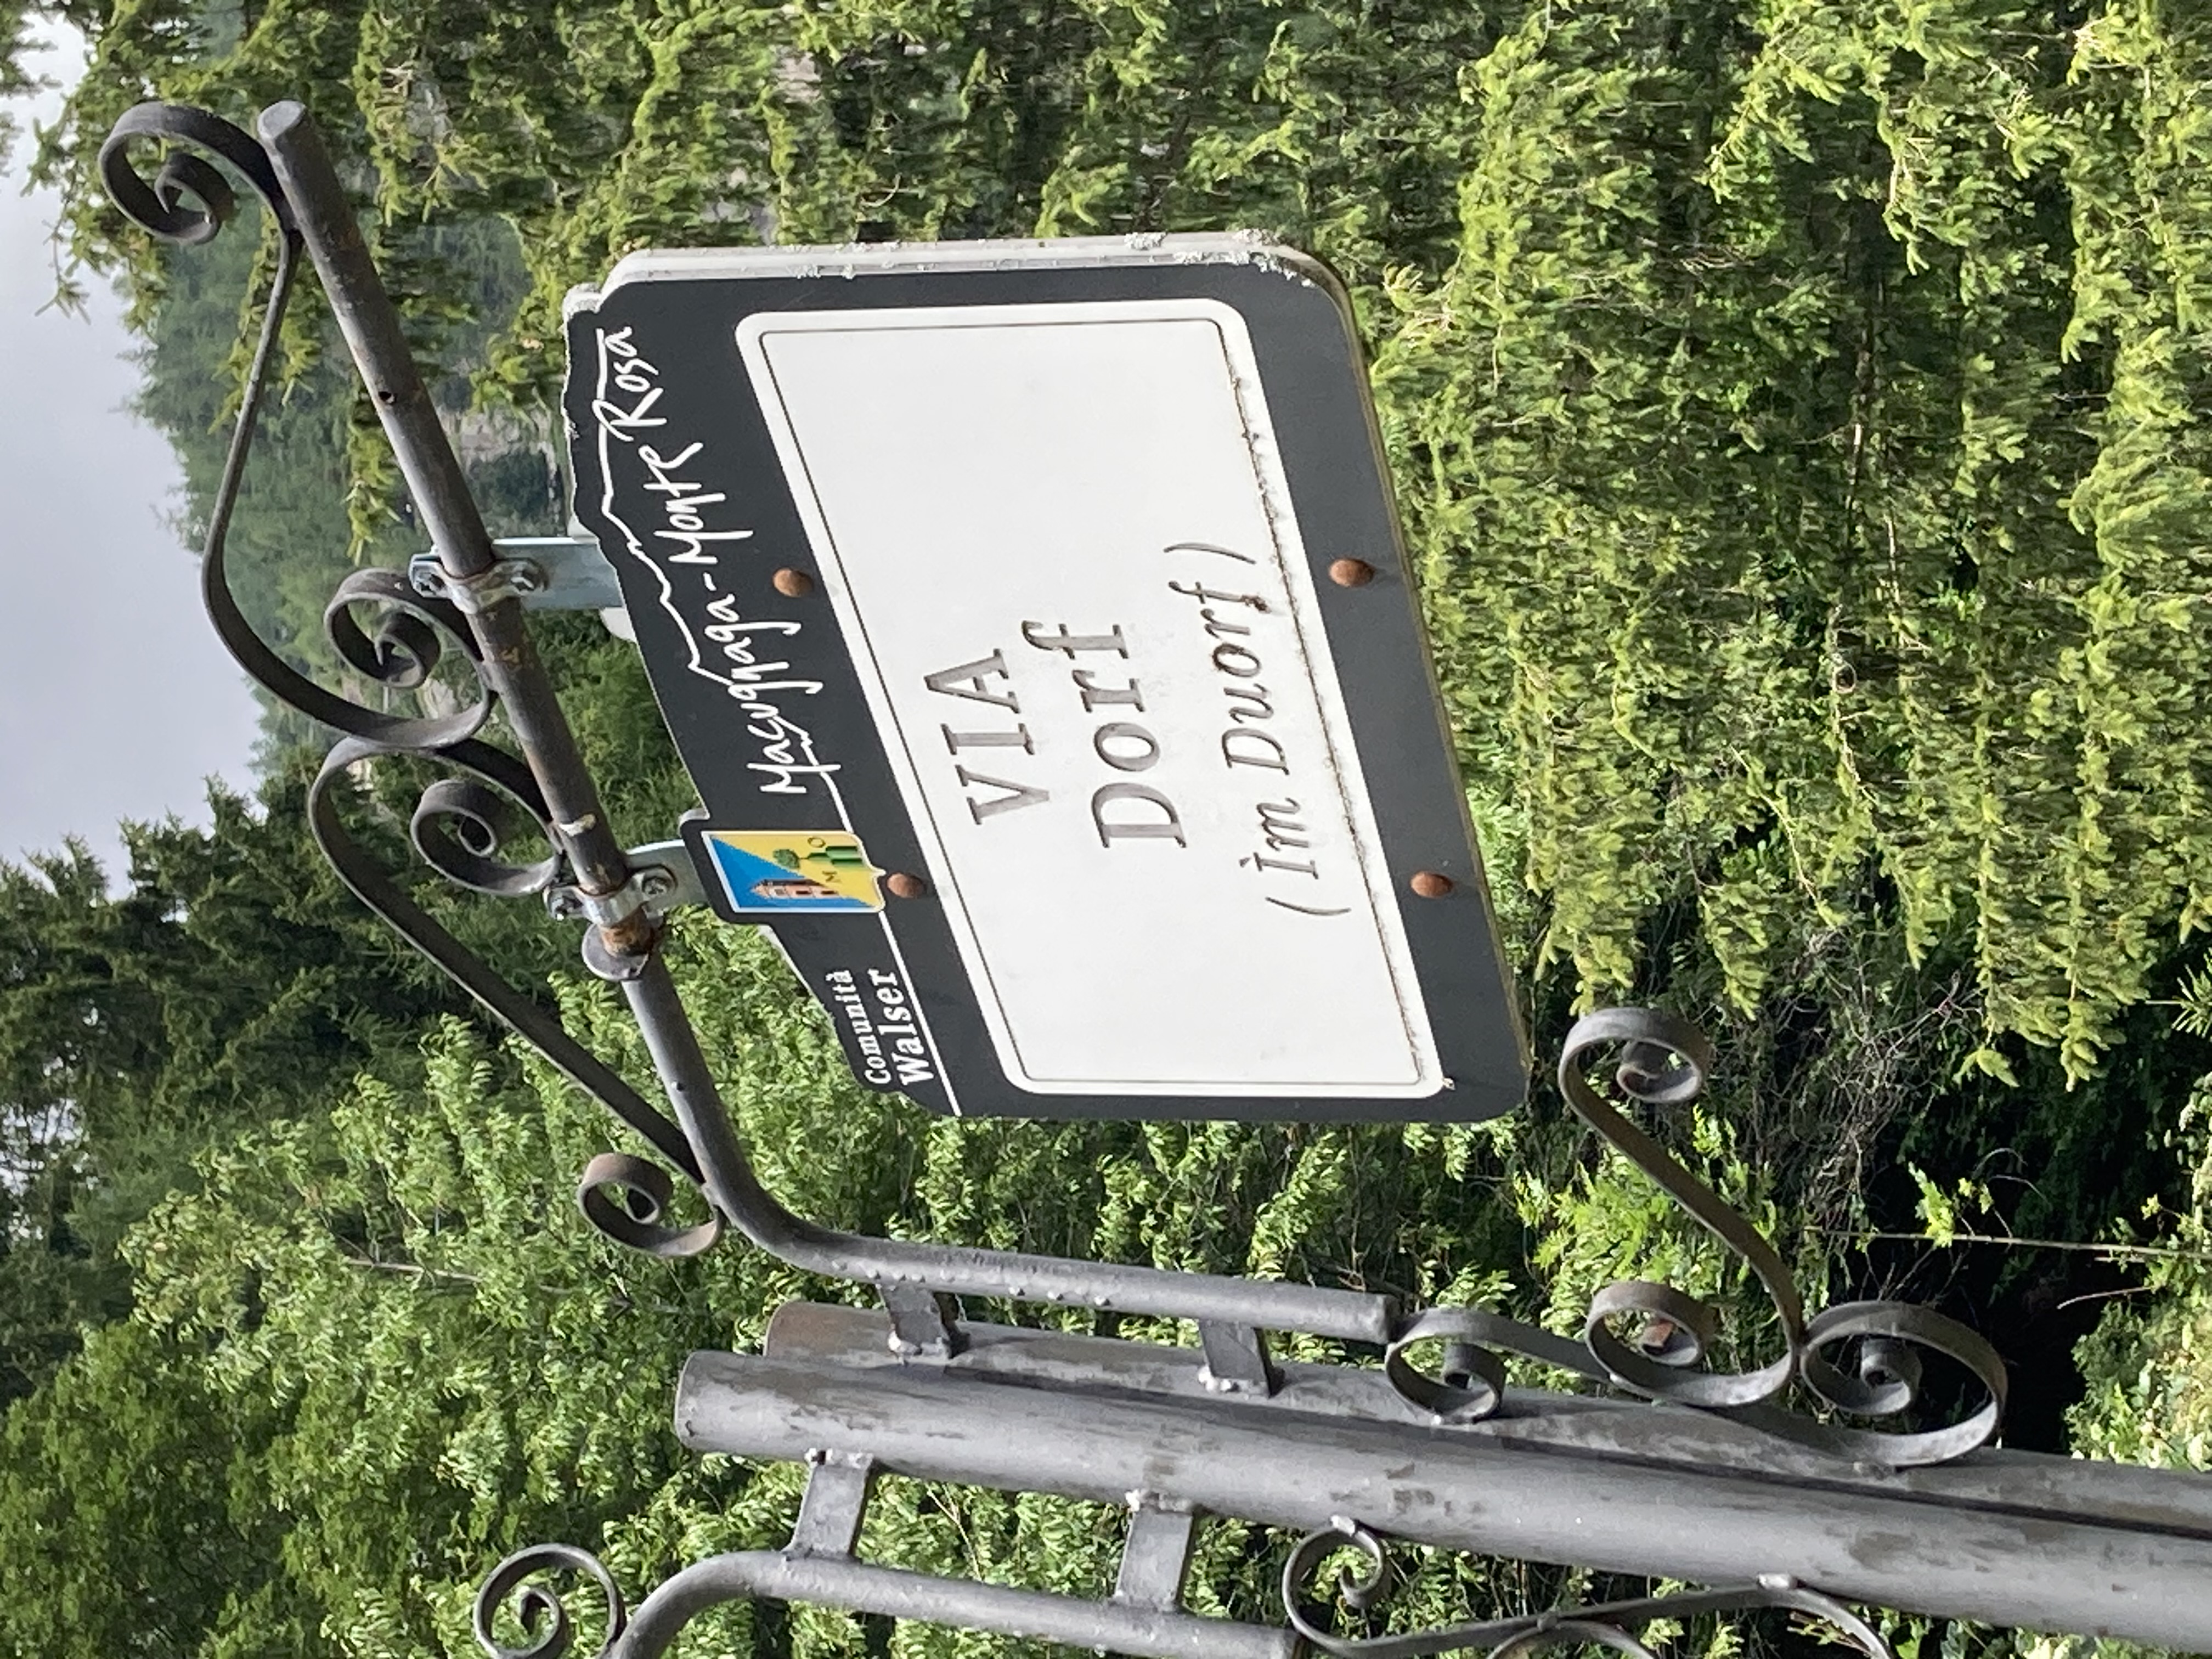 Comunità
Walser
Macugnaga-Monte Rosa
M O
VIA
Dorf
(im Duorf)